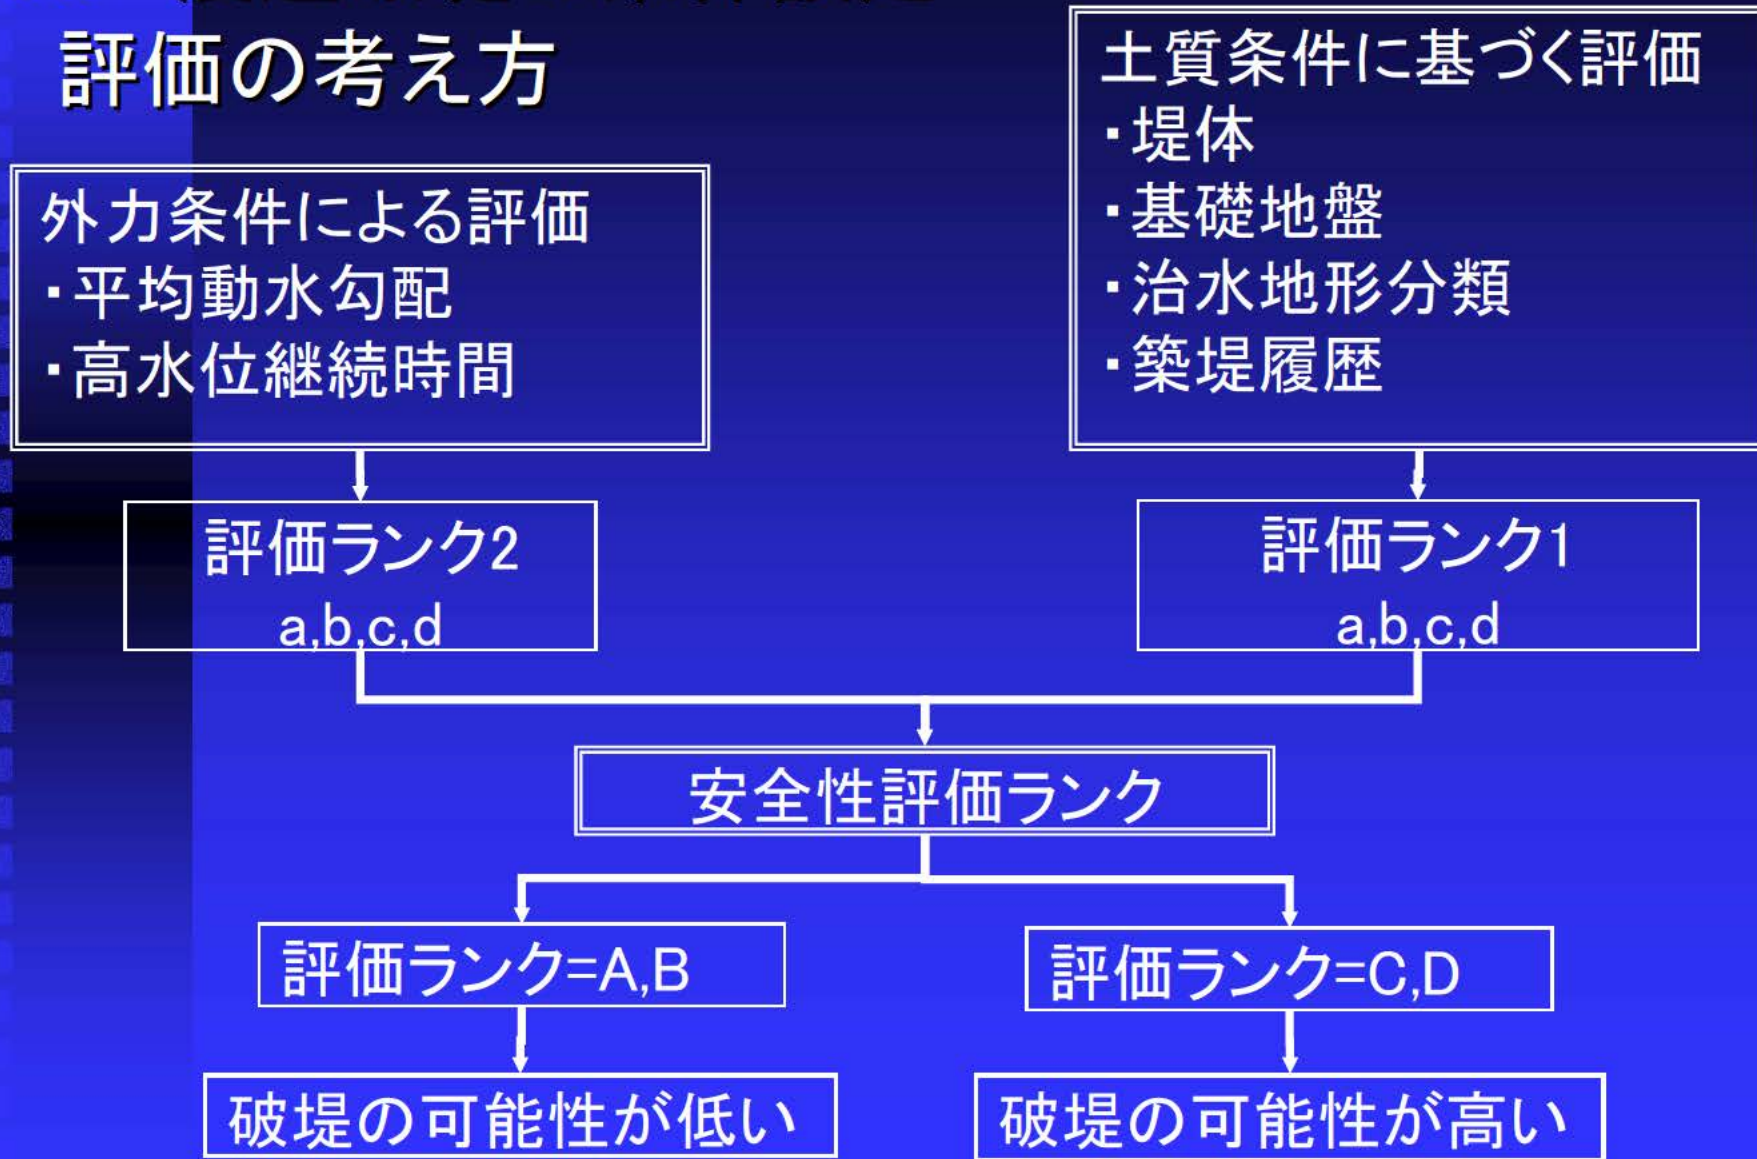 評価の考え方
外力条件による評価
・平均動水勾配
・高水位継続時間
土質条件に基づく評価
・堤体
・基礎地盤
・治水地形分類
・築堤履歴
評価ランク2
a,b,c,d
評価ランク1
a,b,c,d
安全性評価ランク
評価ランク=A,B
評価ランク=C,D
破堤の可能性が低い
破堤の可能性が高い